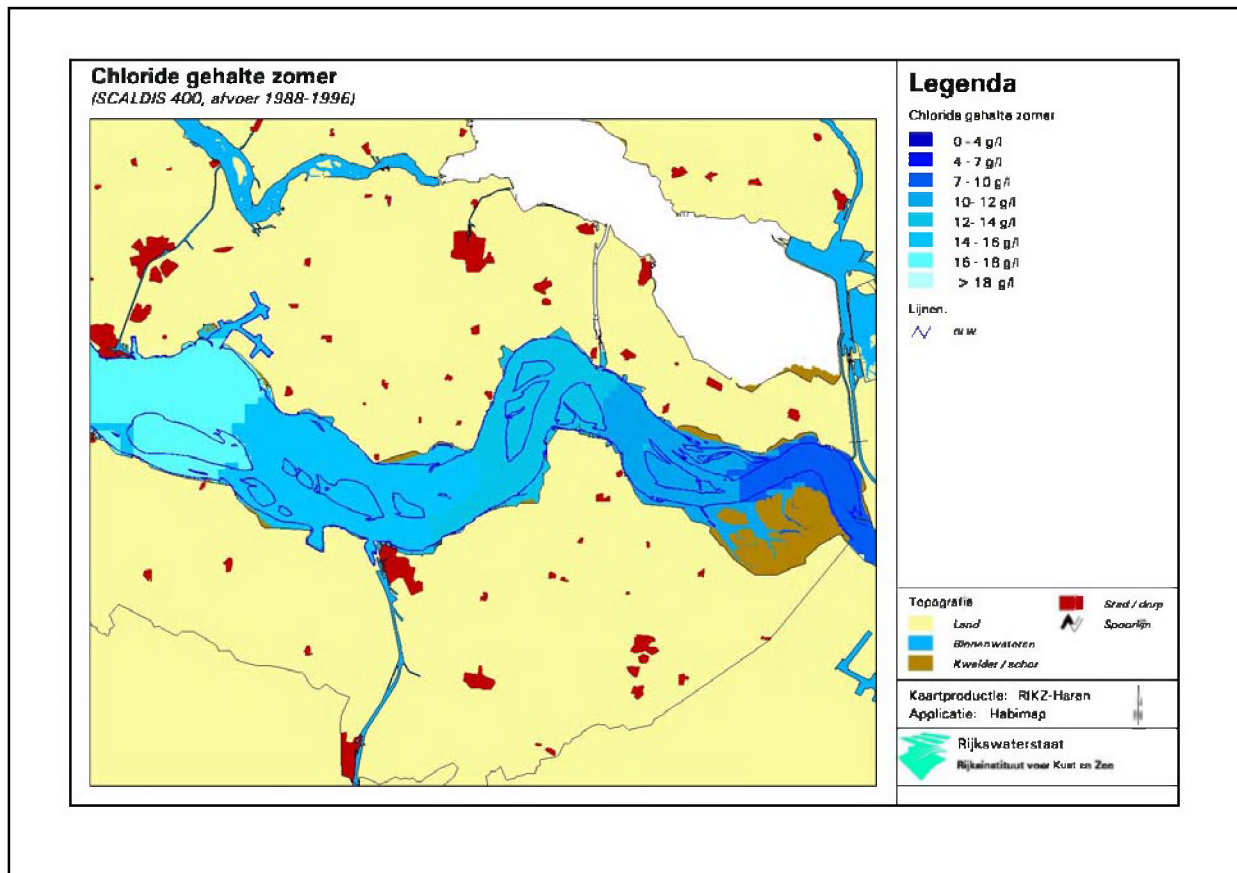 Chloride gehalte zomer
(SCALDIS 400, afvoer 1988-1996)
Legenda
Chloride gehalte zomer
0 - 4 g/l
4 - 7 g/l
7 - 10 g/l
10 - 12 g/l
12 - 14 g/l
14 - 16 g/l
16 - 18 g/l
> 18 g/l
Lijnen.
Topografie
Land
Binnenwateren
Kwelder / schor
Stad / dorp
Spoorlijn
Kaartproductie: RIKZ-Haren
Applicatie: Habimap
Rijkswaterstaat
Rijksinstituut voor Kust en Zee